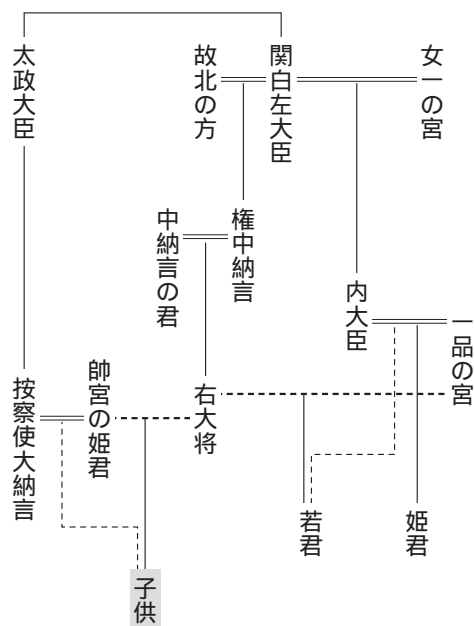 女一の宮
関白左大臣
故北の方
太政大臣
権中納言
中納言の君
一品の宮
内大臣
右大将
帥宮の姫君
按察使大納言
姫君
若君
子供